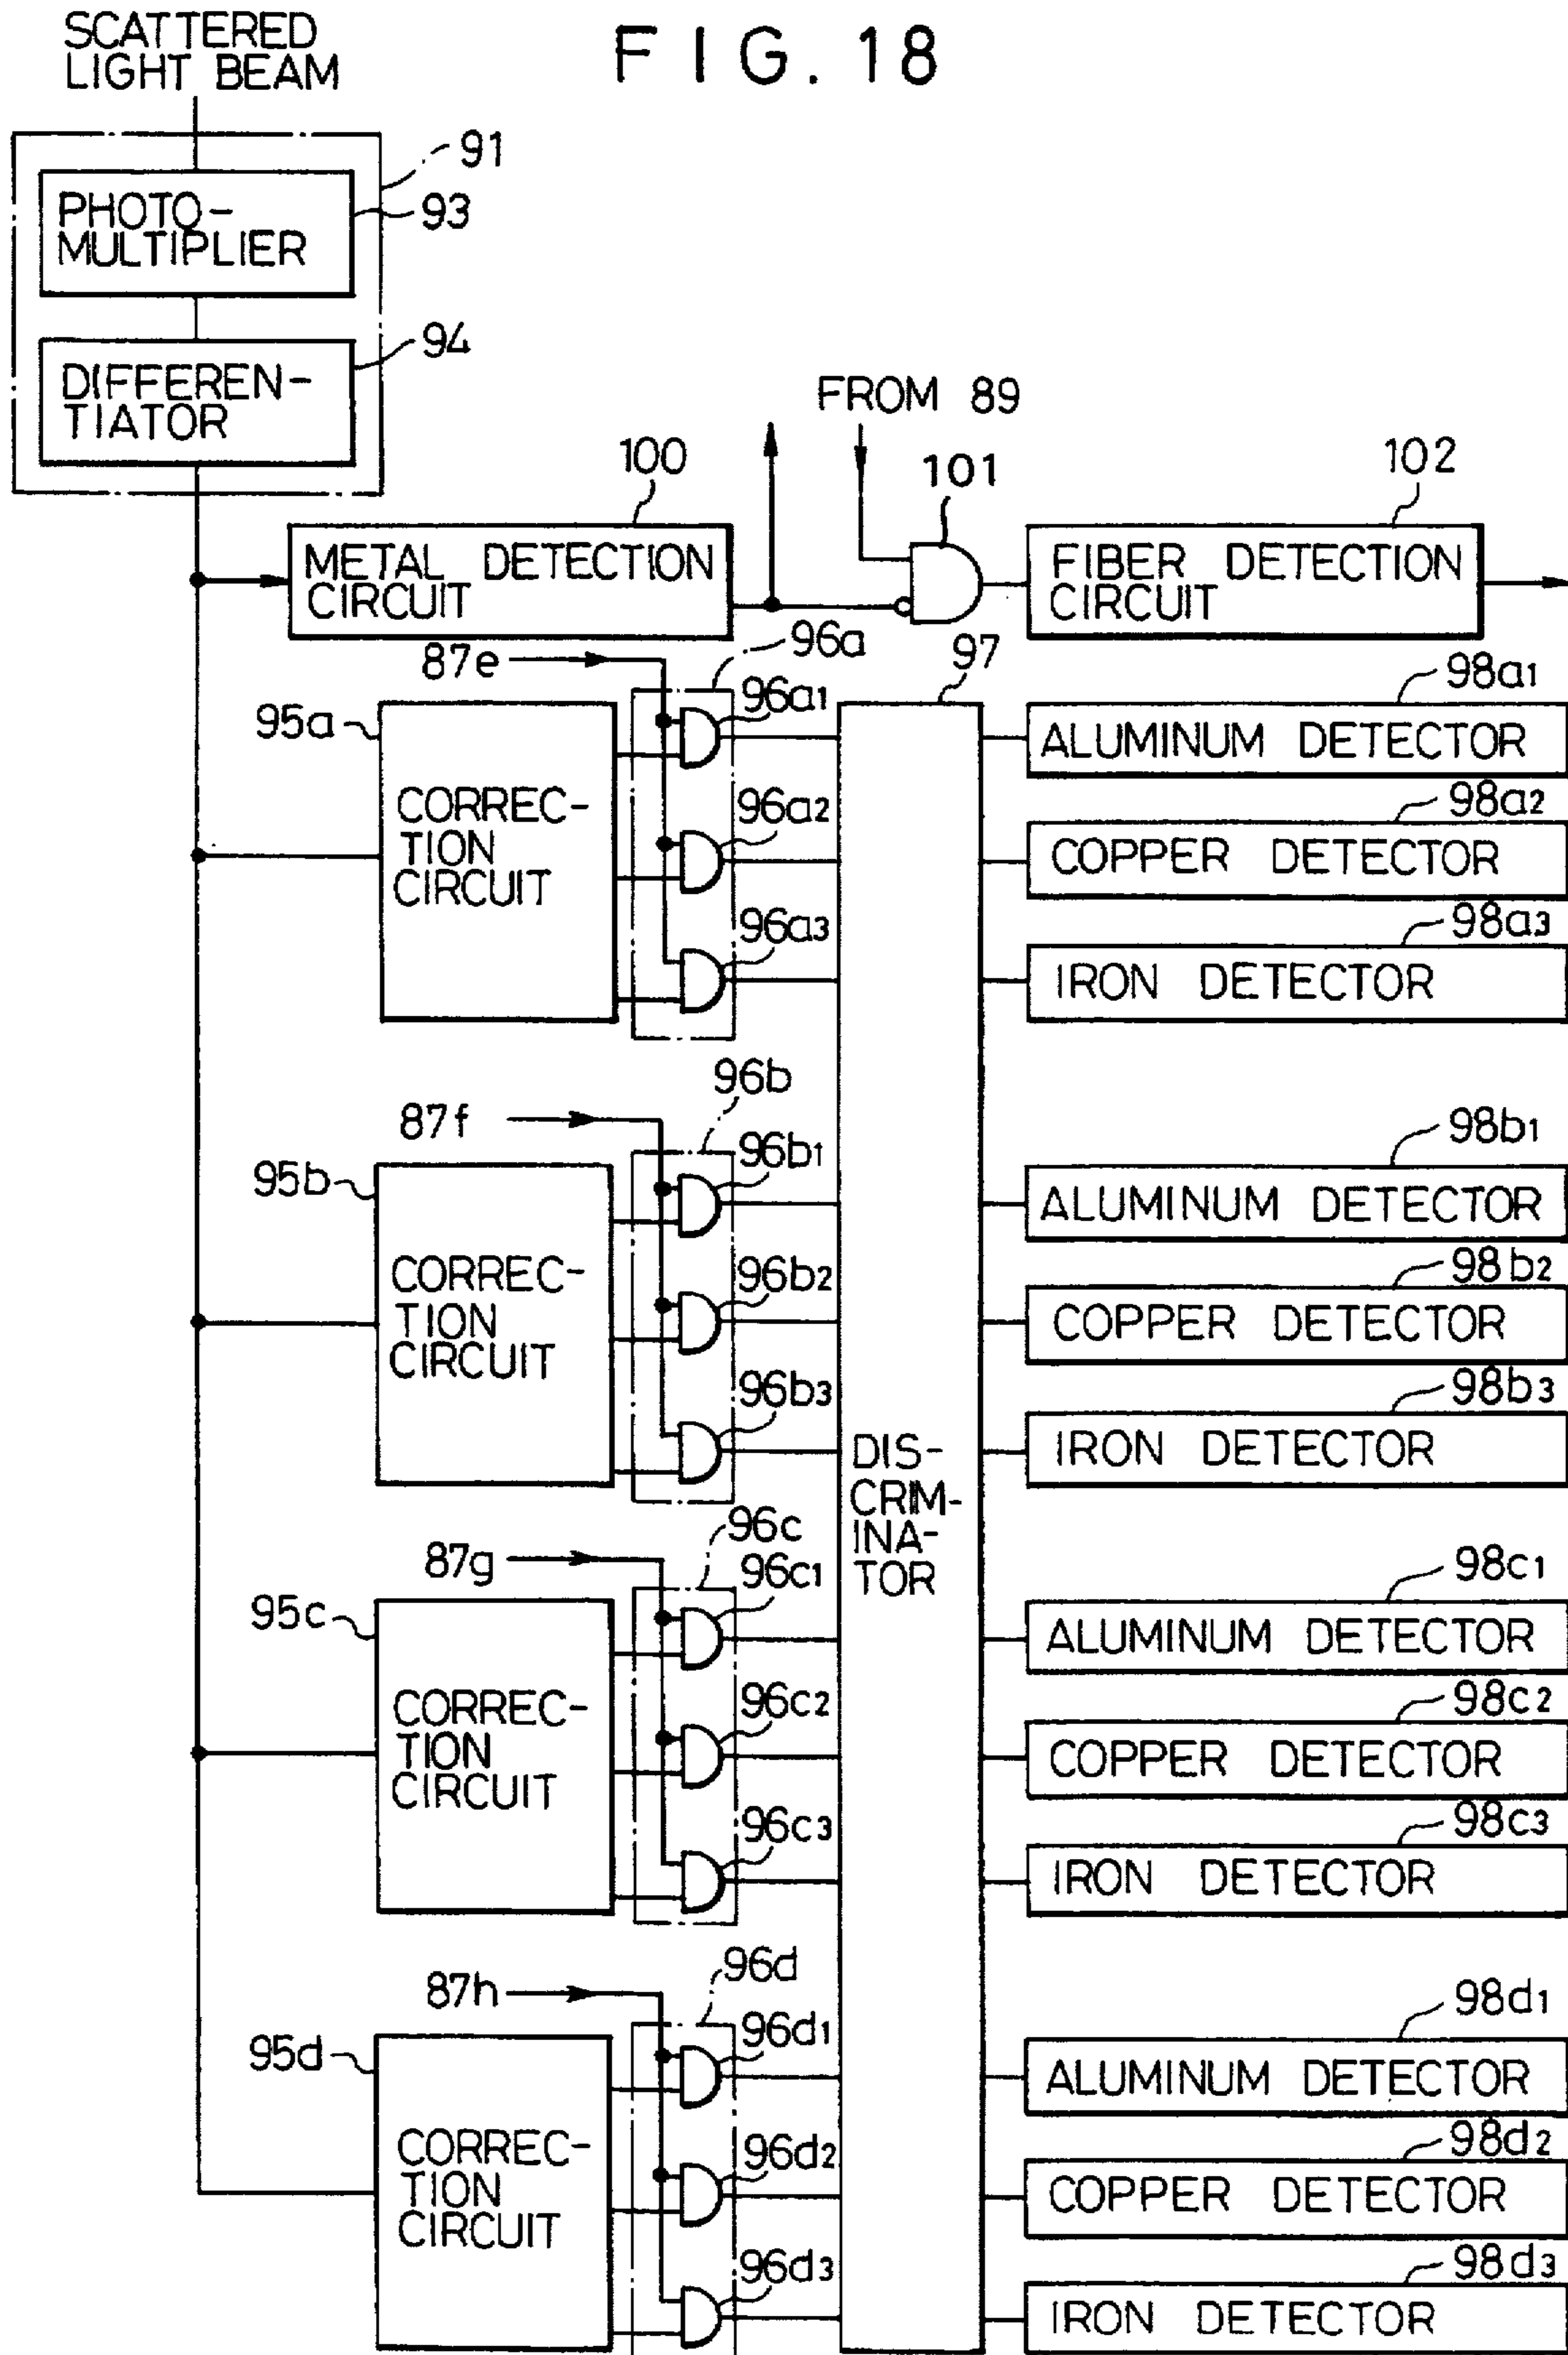 FIG. 18
SCATTERED
LIGHT BEAM
91
PHOTO-
MULTIPLIER
93
94
DIFFEREN-
TIATOR
FROM 89
100
101
102
METAL DETECTION
CIRCUIT
FIBER DETECTION
CIRCUIT
87e
96a
97
98a1
95a
96a1
ALUMINUM DETECTOR
CORREC-
TION
CIRCUIT
96a2
98a2
COPPER DETECTOR
96a3
98a3
IRON DETECTOR
87f
96b
98b1
95b
96b1
ALUMINUM DETECTOR
CORREC-
TION
CIRCUIT
96b2
98b2
COPPER DETECTOR
96b3
98b3
IRON DETECTOR
DIS-
CRIM-
INA-
TOR
87g
96c
98c1
95c
96c1
ALUMINUM DETECTOR
CORREC-
TION
CIRCUIT
96c2
98c2
COPPER DETECTOR
96c3
98c3
IRON DETECTOR
87h
96d
98d1
95d
96d1
ALUMINUM DETECTOR
CORREC-
TION
CIRCUIT
96d2
98d2
COPPER DETECTOR
96d3
98d3
IRON DETECTOR